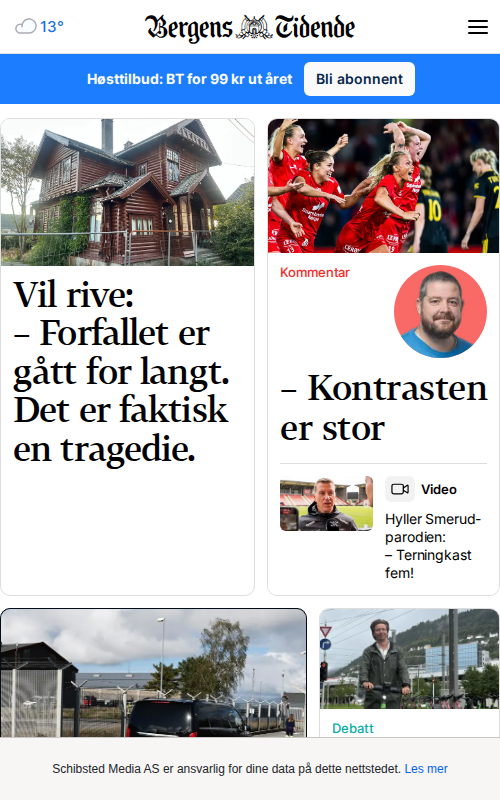 13°
Bergens Tidende
Høsttilbud: BT for 99 kr ut året
Bli abonnent
Vil rive:
– Forfallet er
gått for langt.
Det er faktisk
en tragedie.
Kommentar
– Kontrasten
er stor
Video
Hyller Smerud-
parodien:
– Terningkast
fem!
Debatt
Schibsted Media AS er ansvarlig for dine data på dette nettstedet. Les mer